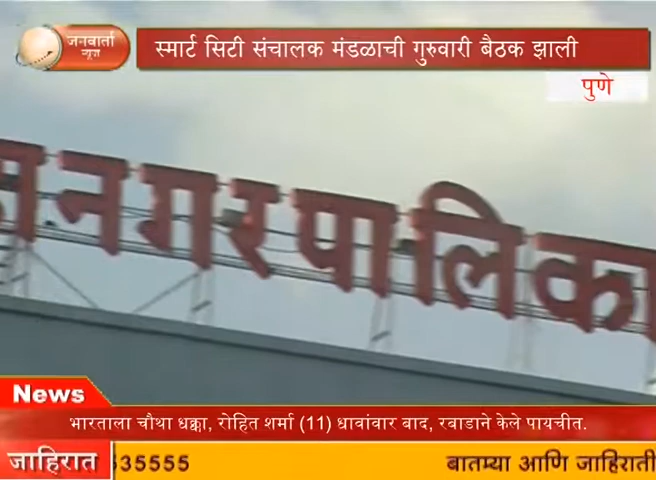 जनवार्ता
न्यूज
स्मार्ट सिटी संचालक मंडळाची गुरुवारी बैठक झाली
पुणे
नगरपालिका
News
भारताला चौथा धक्का, रोहित शर्मा (11) धावांवार बाद, रबाडाने केले पायचीत.
जाहिरात 35555 बातम्या आणि जाहिराती